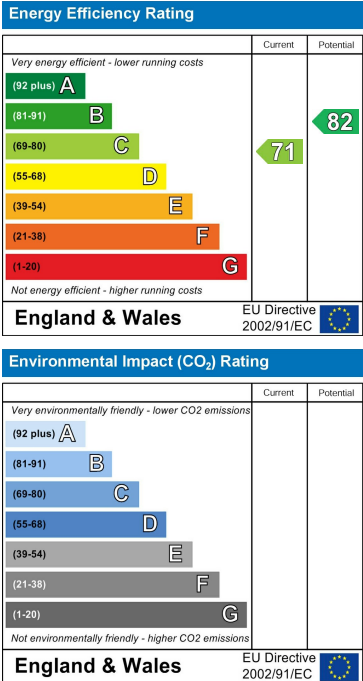 Energy Efficiency Rating
Current Potential
Very energy efficient - lower running costs
(92 plus) A
(81-91) B
82
(69-80) C
71
(55-68) D
(39-54) E
(21-38) F
(1-20) G
Not energy efficient - higher running costs
England & Wales
EU Directive
2002/91/EC
Environmental Impact (CO2) Rating
Current Potential
Very environmentally friendly - lower CO2 emissions
(92 plus) A
(81-91) B
(69-80) C
(55-68) D
(39-54) E
(21-38) F
(1-20) G
Not environmentally friendly - higher CO2 emissions
England & Wales
EU Directive
2002/91/EC